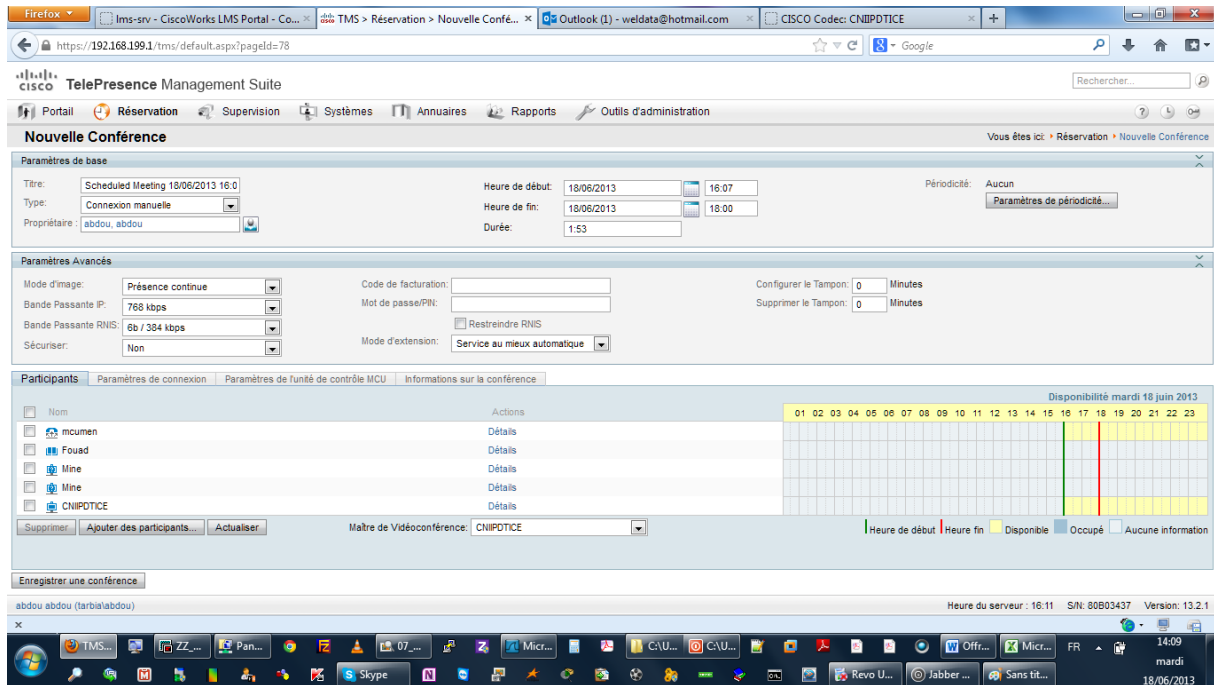 Firefox
lms-srv - CiscoWorks LMS Portal - Co...
TMS > Réservation > Nouvelle Confé...
Outlook (1) - weldata@hotmail.com
CISCO Codec: CNIIPDTICE
https://192.168.199.1/tms/default.aspx?pageId=78
Google
CISCO TelePresence Management Suite
Rechercher...
Portail Réservation Supervision Systèmes Annuaires Rapports Outils d'administration
Nouvelle Conférence
Vous êtes ici: Réservation Nouvelle Conférence
Paramètres de base
Titre: Scheduled Meeting 18/06/2013 16:0
Heure de début: 18/06/2013 16:07
Périodicité: Aucun
Type: Connexion manuelle
Heure de fin: 18/06/2013 18:00
Paramètres de périodicité...
Propriétaire : abdou, abdou
Durée: 1:53
Paramètres Avancés
Mode d'image: Présence continue
Code de facturation:
Configurer le Tampon: 0 Minutes
Bande Passante IP: 768 kbps
Mot de passe/PIN:
Supprimer le Tampon: 0 Minutes
Bande Passante RNIS: 6b / 384 kbps
Restreindre RNIS
Sécuriser: Non
Mode d'extension: Service au mieux automatique
Participants Paramètres de connexion Paramètres de l'unité de contrôle MCU Informations sur la conférence
Disponibilité mardi 18 juin 2013
Nom Actions 01 02 03 04 05 06 07 08 09 10 11 12 13 14 15 16 17 18 19 20 21 22 23
mcumen Détails
Fouad Détails
Mine Détails
Mine Détails
CNIIPDTICE Détails
Supprimer Ajouter des participants... Actualiser
Maître de Vidéoconférence: CNIIPDTICE
Heure de début Heure fin Disponible Occupé Aucune information
Enregistrer une conférence
abdou abdou (tarbia\abdou)
Heure du serveur : 16:11 S/N: 80B03437 Version: 13.2.1
TMS... ZZ_... Pan... 07_... Micr... C:\U... C:\U... Offr... Micr... FR
14:09
mardi
Skype Revo U... Jabber ... Sans tit...
18/06/2013